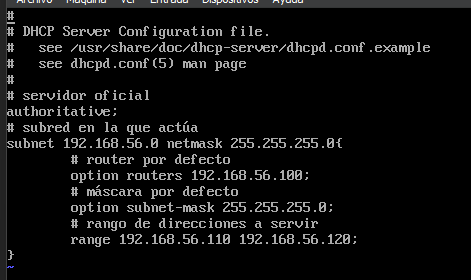 Archivo Máquina Ver Entrada Dispositivos Ayuda
#
# DHCP Server Configuration file.
#   see /usr/share/doc/dhcp-server/dhcpd.conf.example
#   see dhcpd.conf(5) man page
#
# servidor oficial
authoritative;
# subred en la que actúa
subnet 192.168.56.0 netmask 255.255.255.0{
        # router por defecto
        option routers 192.168.56.100;
        # máscara por defecto
        option subnet-mask 255.255.255.0;
        # rango de direcciones a servir
        range 192.168.56.110 192.168.56.120;
}
~